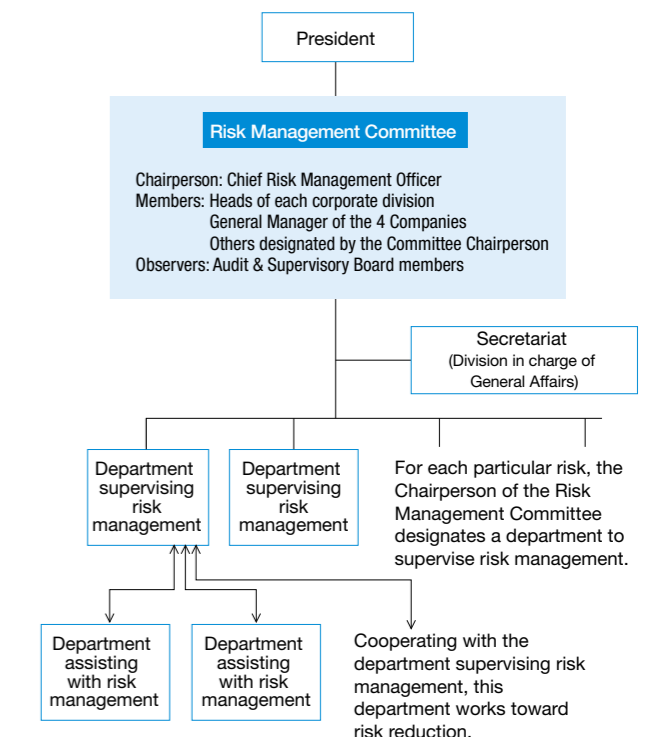 President
Risk Management Committee
Chairperson: Chief Risk Management Officer
Members: Heads of each corporate division
General Manager of the 4 Companies
Others designated by the Committee Chairperson
Observers: Audit & Supervisory Board members
Secretariat
(Division in charge of
General Affairs)
Department
supervising
risk
management
Department
supervising
risk
management
For each particular risk, the
Chairperson of the Risk
Management Committee
designates a department to
supervise risk management.
Department
assisting
with risk
management
Department
assisting
with risk
management
Cooperating with the
department supervising risk
management, this
department works toward
risk reduction.